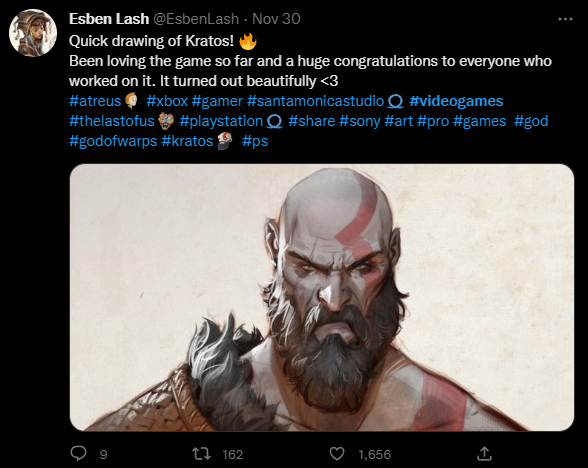 Esben Lash @EsbenLash · Nov 30
Quick drawing of Kratos! 🔥
Been loving the game so far and a huge congratulations to everyone who
worked on it. It turned out beautifully <3
#atreus #xbox #gamer #santamonicastudio #videogames
#thelastofus #playstation #share #sony #art #pro #games #god
#godofwarps #kratos #ps
9 162 1,656